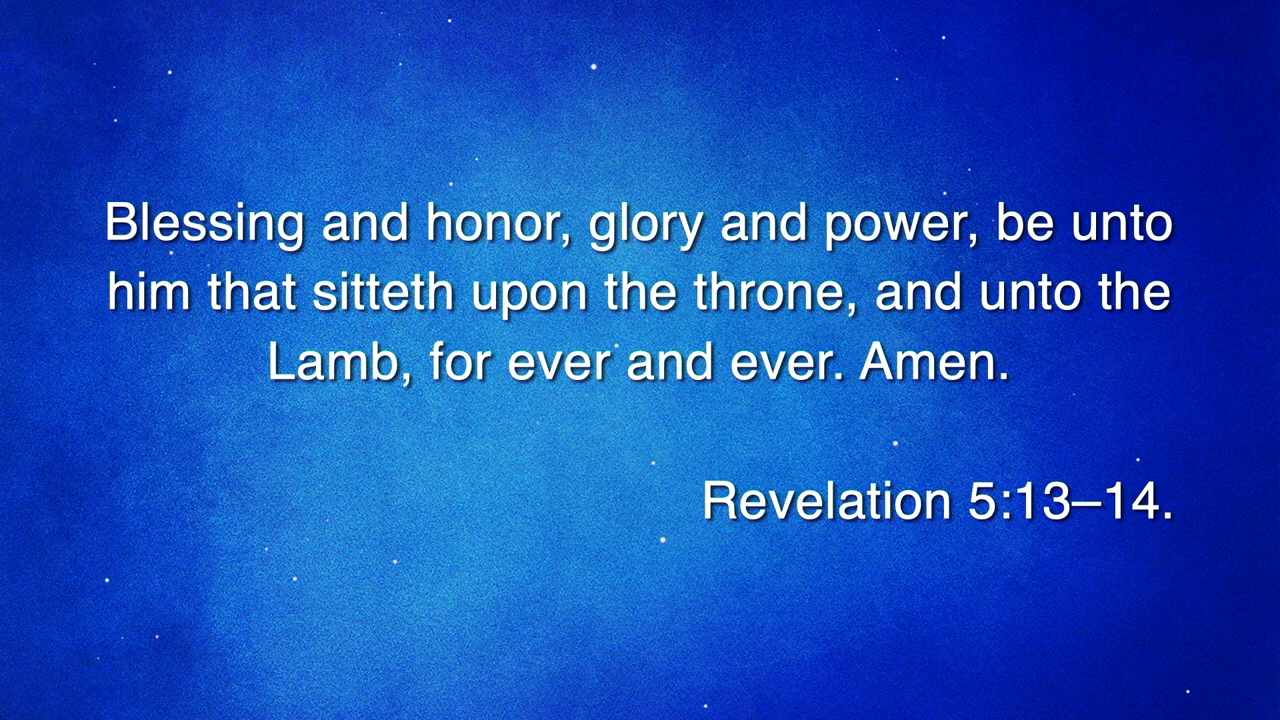 Blessing and honor, glory and power, be unto
him that sitteth upon the throne, and unto the
Lamb, for ever and ever. Amen.
Revelation 5:13–14.